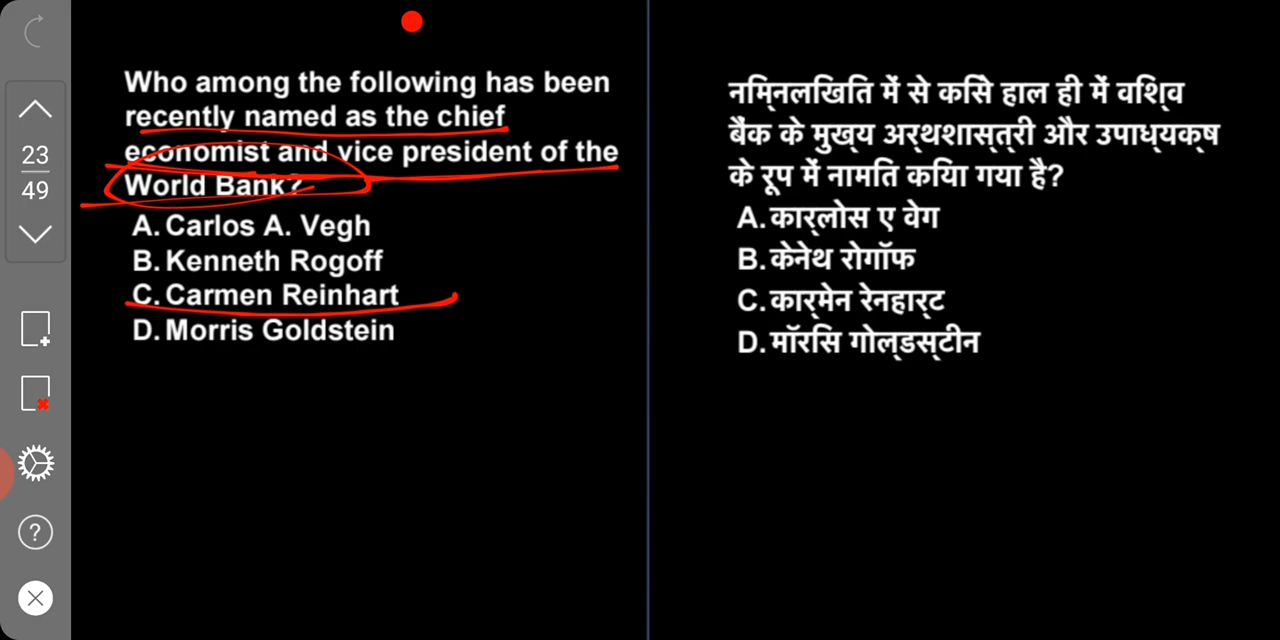 23
49
Who among the following has been
recently named as the chief
economist and vice president of the
World Bank?
A. Carlos A. Vegh
B. Kenneth Rogoff
C. Carmen Reinhart
D. Morris Goldstein
निम्नलिखित में से किसे हाल ही में विश्व
बैंक के मुख्य अर्थशास्त्री और उपाध्यक्ष
के रूप में नामित किया गया है?
A. कार्लोस ए वेग
B. केनेथ रोगॉफ
C. कार्मेन रेनहार्ट
D. मॉरसि गोल्डस्टीन
?